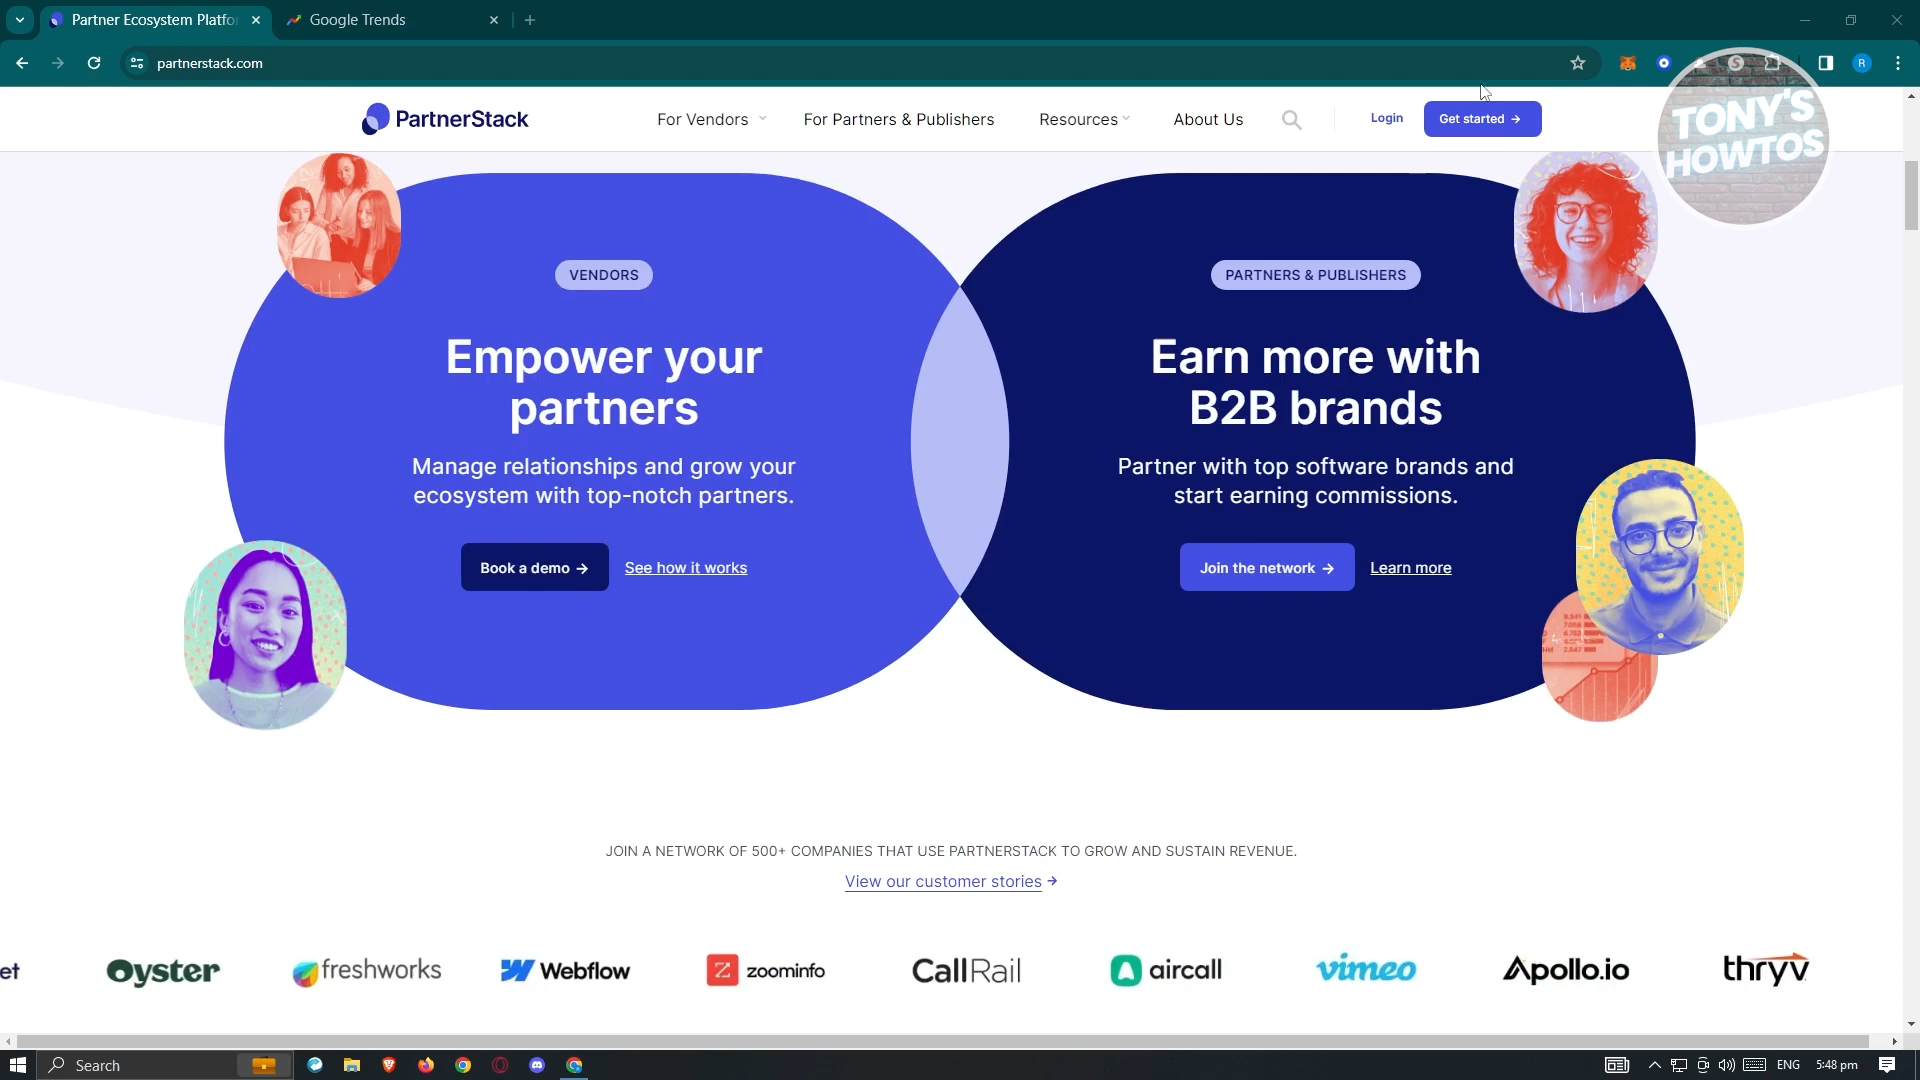 Partner Ecosystem Platfo
Google Trends
partnerstack.com
R
TONY'S
HOWTOS
PartnerStack
For Vendors
For Partners & Publishers
Resources
About Us
Login
Get started →
VENDORS
Empower your
partners
Manage relationships and grow your
ecosystem with top-notch partners.
Book a demo →
See how it works
PARTNERS & PUBLISHERS
Earn more with
B2B brands
Partner with top software brands and
start earning commissions.
Join the network →
Learn more
JOIN A NETWORK OF 500+ COMPANIES THAT USE PARTNERSTACK TO GROW AND SUSTAIN REVENUE.
View our customer stories →
et
Oyster
freshworks
Webflow
zoominfo
CallRail
aircall
vimeo
Apollo.io
thryv
Search
ENG
5:48 pm